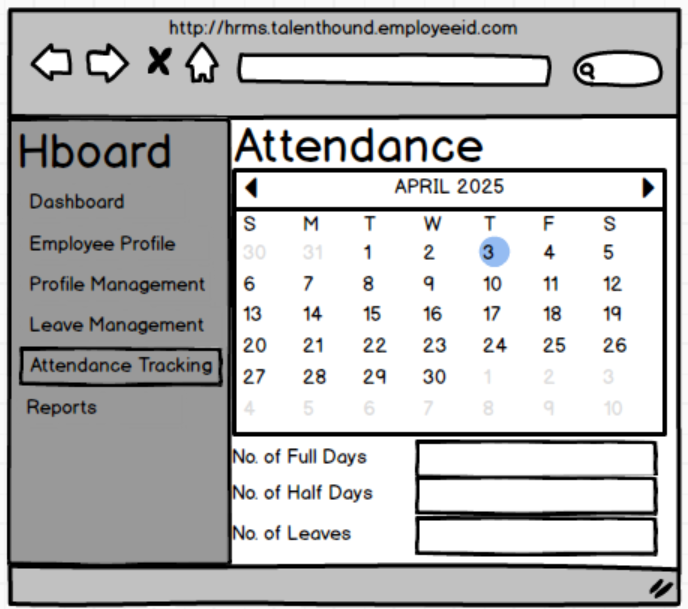 http://hrms.talenthound.employeeid.com
Hboard
Dashboard
Employee Profile
Profile Management
Leave Management
Attendance Tracking
Reports
Attendance
APRIL 2025
S M T W T F S
30 31 1 2 3 4 5
6 7 8 9 10 11 12
13 14 15 16 17 18 19
20 21 22 23 24 25 26
27 28 29 30 1 2 3
4 5 6 7 8 9 10
No. of Full Days
No. of Half Days
No. of Leaves